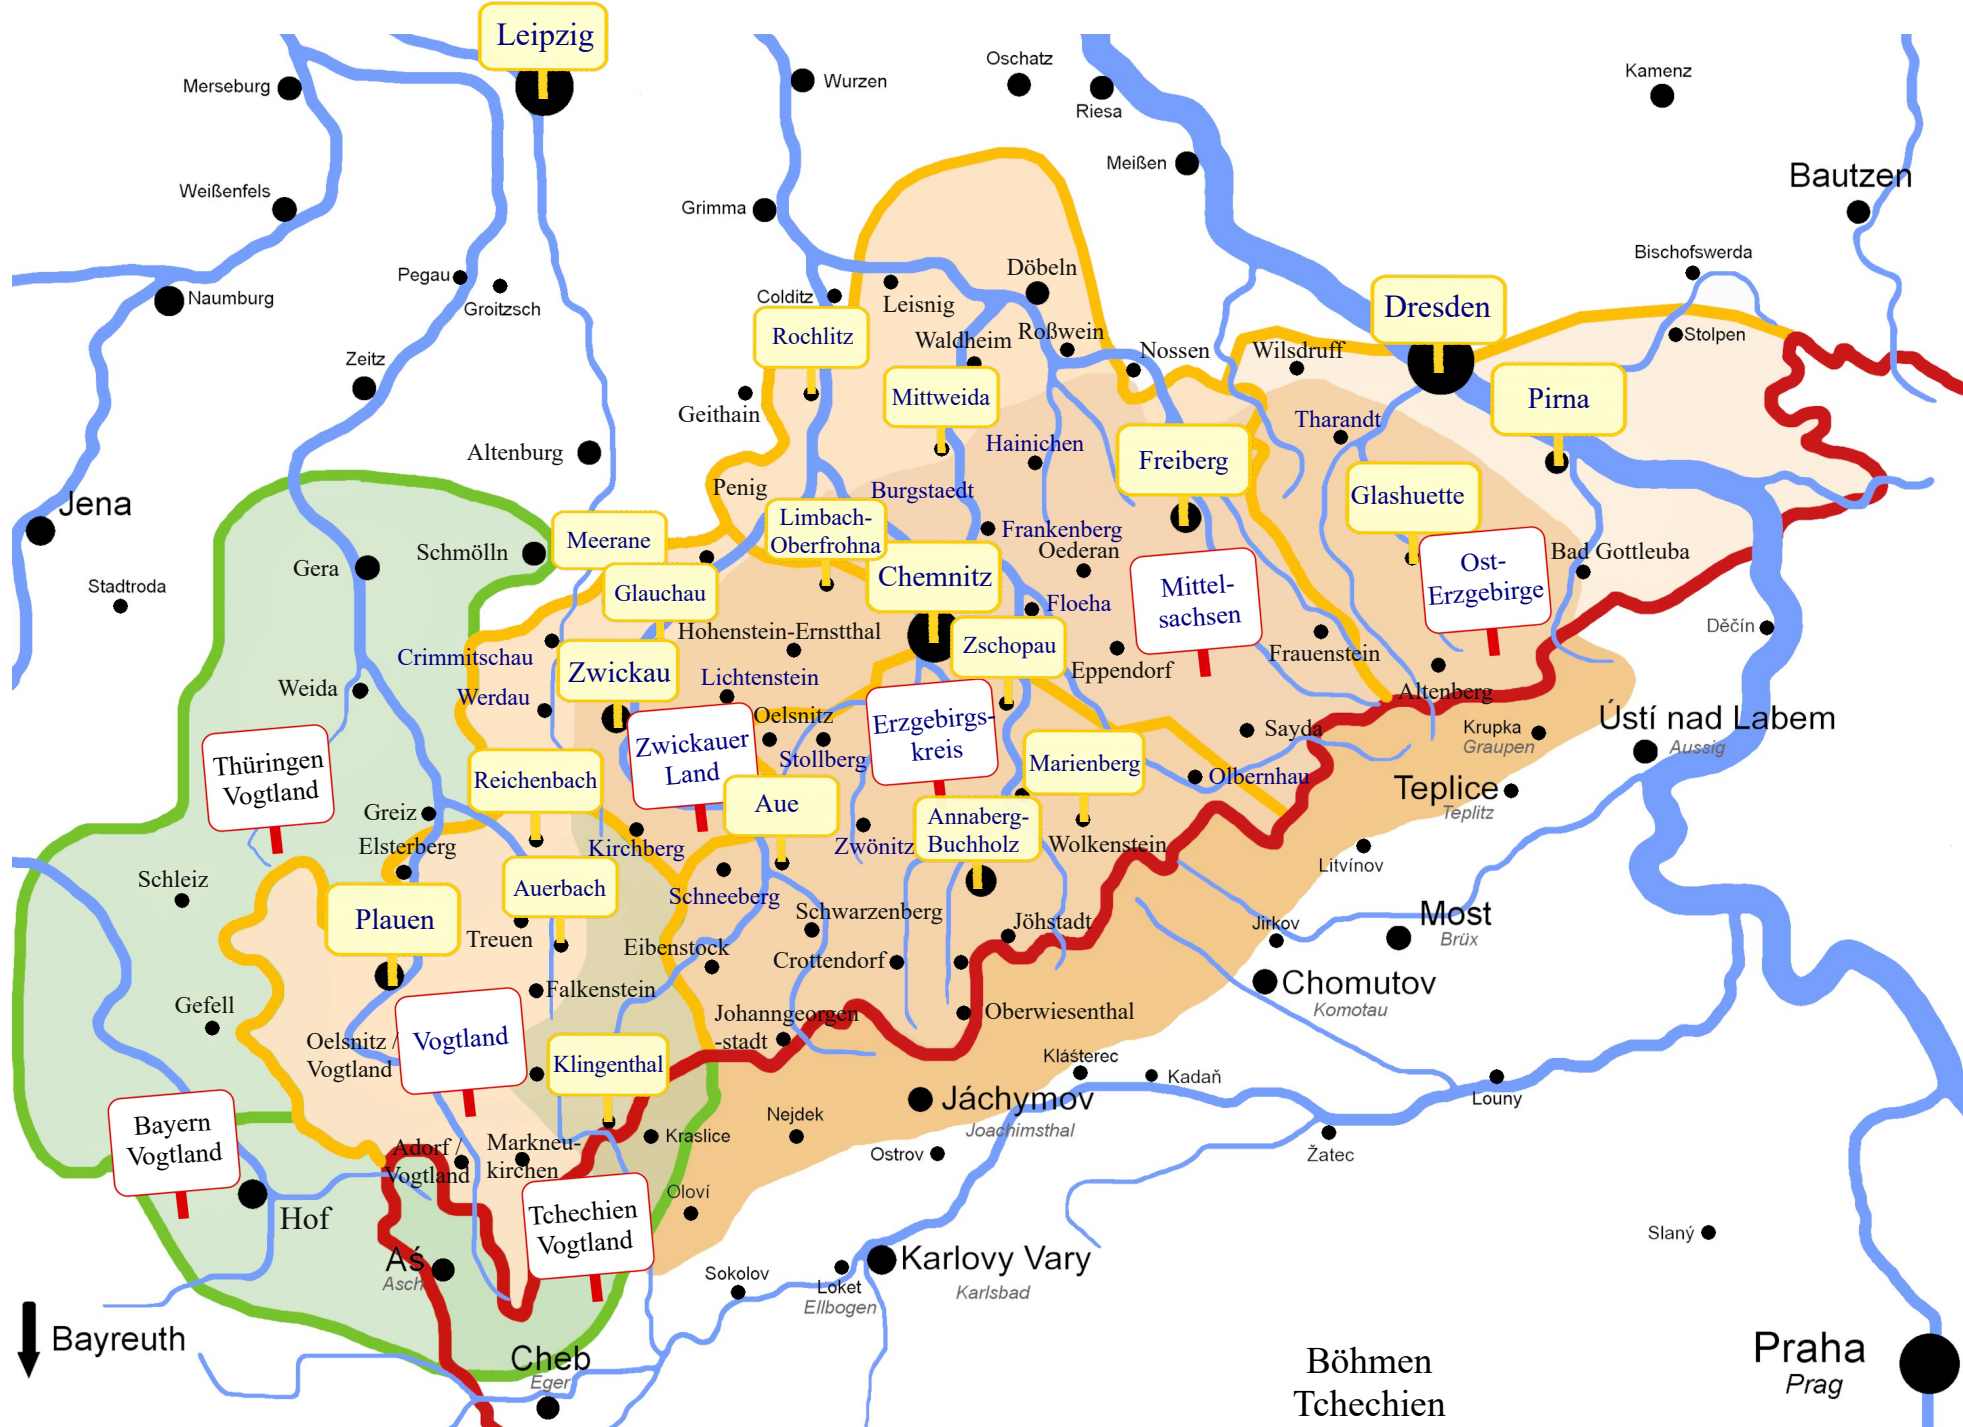 Leipzig
Merseburg
Wurzen
Oschatz
Riesa
Kamenz
Meißen
Bautzen
Weißenfels
Grimma
Bischofswerda
Pegau
Groitzsch
Naumburg
Colditz
Leisnig
Döbeln
Dresden
Rochlitz
Waldheim
Roßwein
Nossen
Wilsdruff
Stolpen
Zeitz
Geithain
Mittweida
Hainichen
Tharandt
Pirna
Altenburg
Freiberg
Glashuette
Jena
Penig
Burgstaedt
Limbach-
Oberfrohna
Frankenberg
Oederan
Meerane
Schmölln
Gera
Stadtroda
Glauchau
Chemnitz
Floeha
Mittel-
sachsen
Ost-
Erzgebirge
Bad Gottleuba
Děčín
Hohenstein-Ernstthal
Crimmitschau
Zwickau
Zschopau
Eppendorf
Frauenstein
Altenberg
Weida
Werdau
Lichtenstein
Oelsnitz
Stollberg
Zwickauer
Land
Erzgebirgs-
kreis
Sayda
Krupka
Graupen
Ústí nad Labem
Aussig
Thüringen
Vogtland
Reichenbach
Aue
Marienberg
Olbernhau
Teplice
Teplitz
Greiz
Elsterberg
Kirchberg
Zwönitz
Annaberg-
Buchholz
Wolkenstein
Litvínov
Schleiz
Plauen
Auerbach
Schneeberg
Schwarzenberg
Jöhstadt
Jirkov
Most
Brüx
Treuen
Eibenstock
Crottendorf
Chomutov
Komotau
Gefell
Falkenstein
Johanngeorgen
-stadt
Oberwiesenthal
Oelsnitz /
Vogtland
Vogtland
Klingenthal
Kláśterec
Kadaň
Louny
Jáchymov
Joachimsthal
Bayern
Vogtland
Nejdek
Kraslice
Ostrov
Žatec
Adorf /
Vogtland
Markneu-
kirchen
Hof
Oloví
Tchechien
Vogtland
Slaný
Aś
Asch
Sokolov
Loket
Ellbogen
Karlovy Vary
Karlsbad
Bayreuth
Cheb
Eger
Böhmen
Tchechien
Praha
Prag